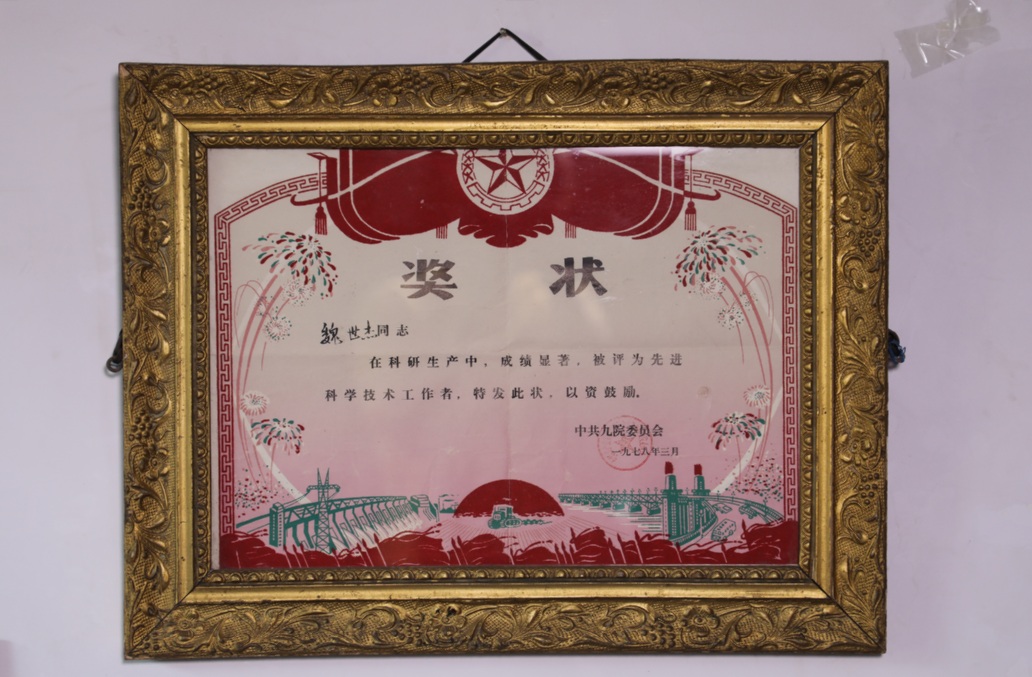 奖 状
魏世杰同志
在科研生产中，成绩显著，被评为先进
科学技术工作者，特发此状，以资鼓励。
中共九院委员会
一九七八年三月